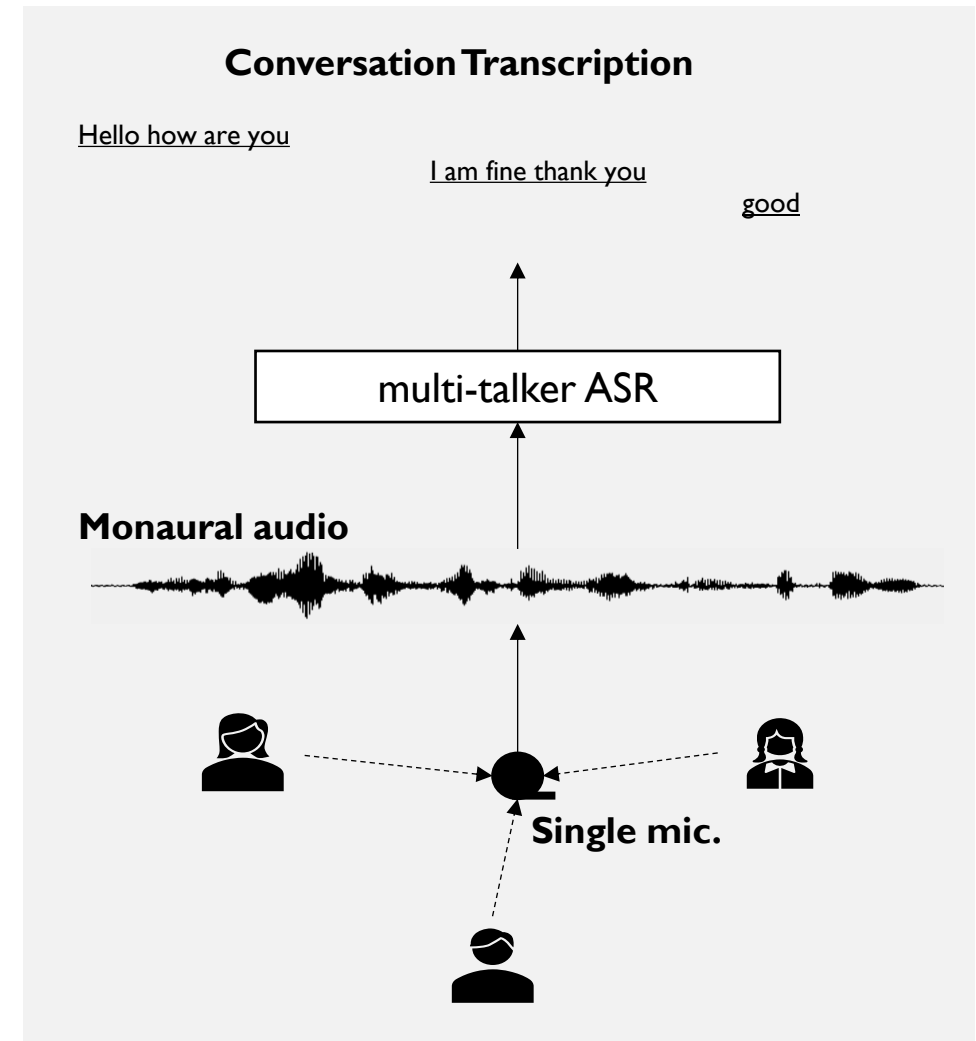 Conversation Transcription
Hello how are you
I am fine thank you
good
multi-talker ASR
Monaural audio
Single mic.